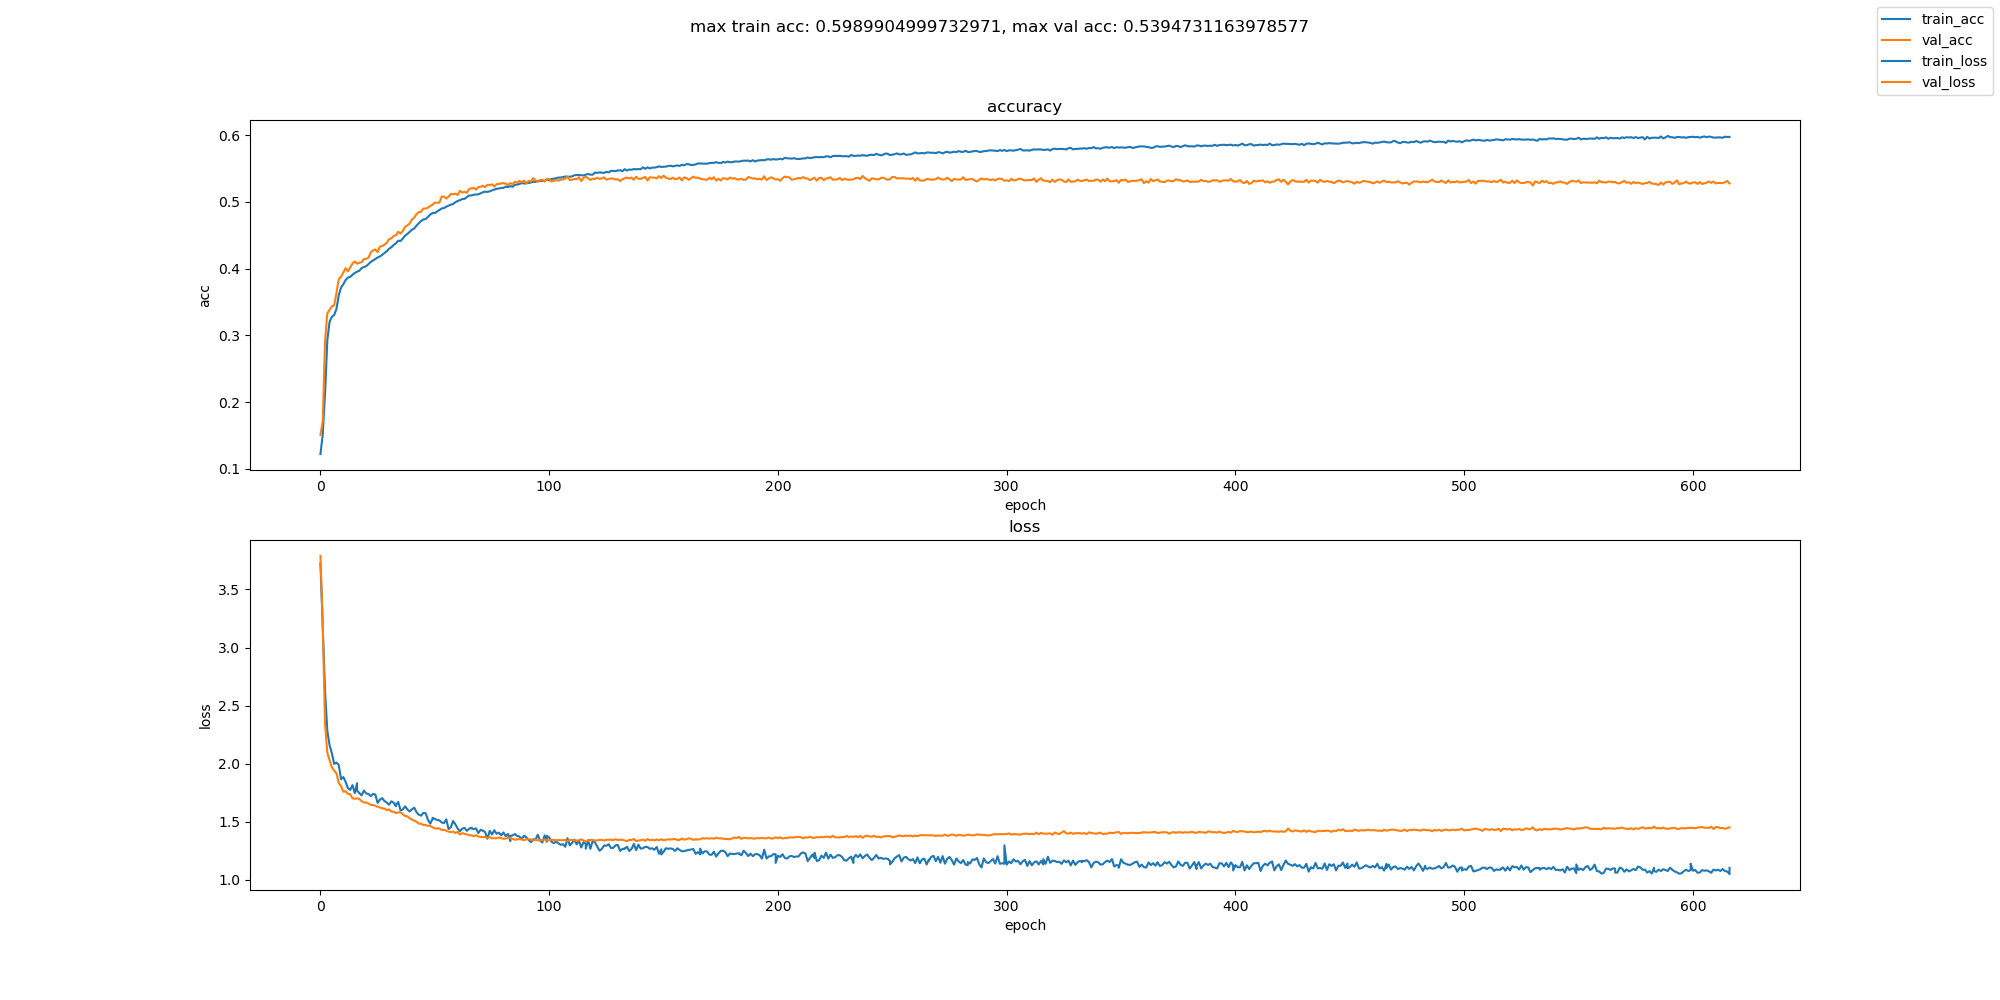 max train acc: 0.5989904999732971, max val acc: 0.5394731163978577
train_acc
val_acc
train_loss
val_loss
accuracy
0.6
0.5
0.4
0.3
0.2
0.1
acc
0 100 200 300 400 500 600
epoch
loss
3.5
3.0
2.5
2.0
1.5
1.0
loss
0 100 200 300 400 500 600
epoch